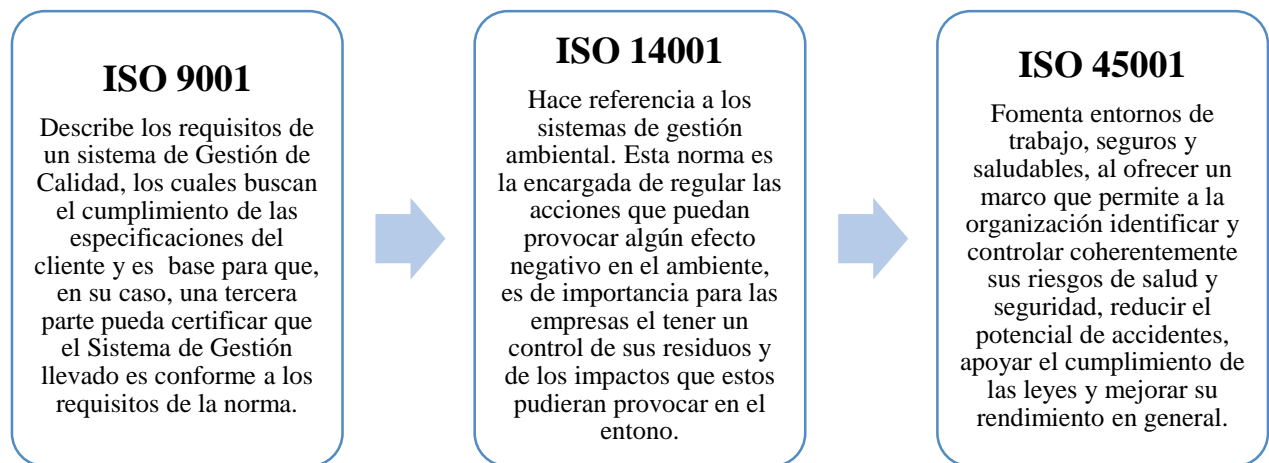 ISO 9001
Describe los requisitos de
un sistema de Gestión de
Calidad, los cuales buscan
el cumplimiento de las
especificaciones del
cliente y es base para que,
en su caso, una tercera
parte pueda certificar que
el Sistema de Gestión
llevado es conforme a los
requisitos de la norma.
ISO 14001
Hace referencia a los
sistemas de gestión
ambiental. Esta norma es
la encargada de regular las
acciones que puedan
provocar algún efecto
negativo en el ambiente,
es de importancia para las
empresas el tener un
control de sus residuos y
de los impactos que estos
pudieran provocar en el
entono.
ISO 45001
Fomenta entornos de
trabajo, seguros y
saludables, al ofrecer un
marco que permite a la
organización identificar y
controlar coherentemente
sus riesgos de salud y
seguridad, reducir el
potencial de accidentes,
apoyar el cumplimiento de
las leyes y mejorar su
rendimiento en general.